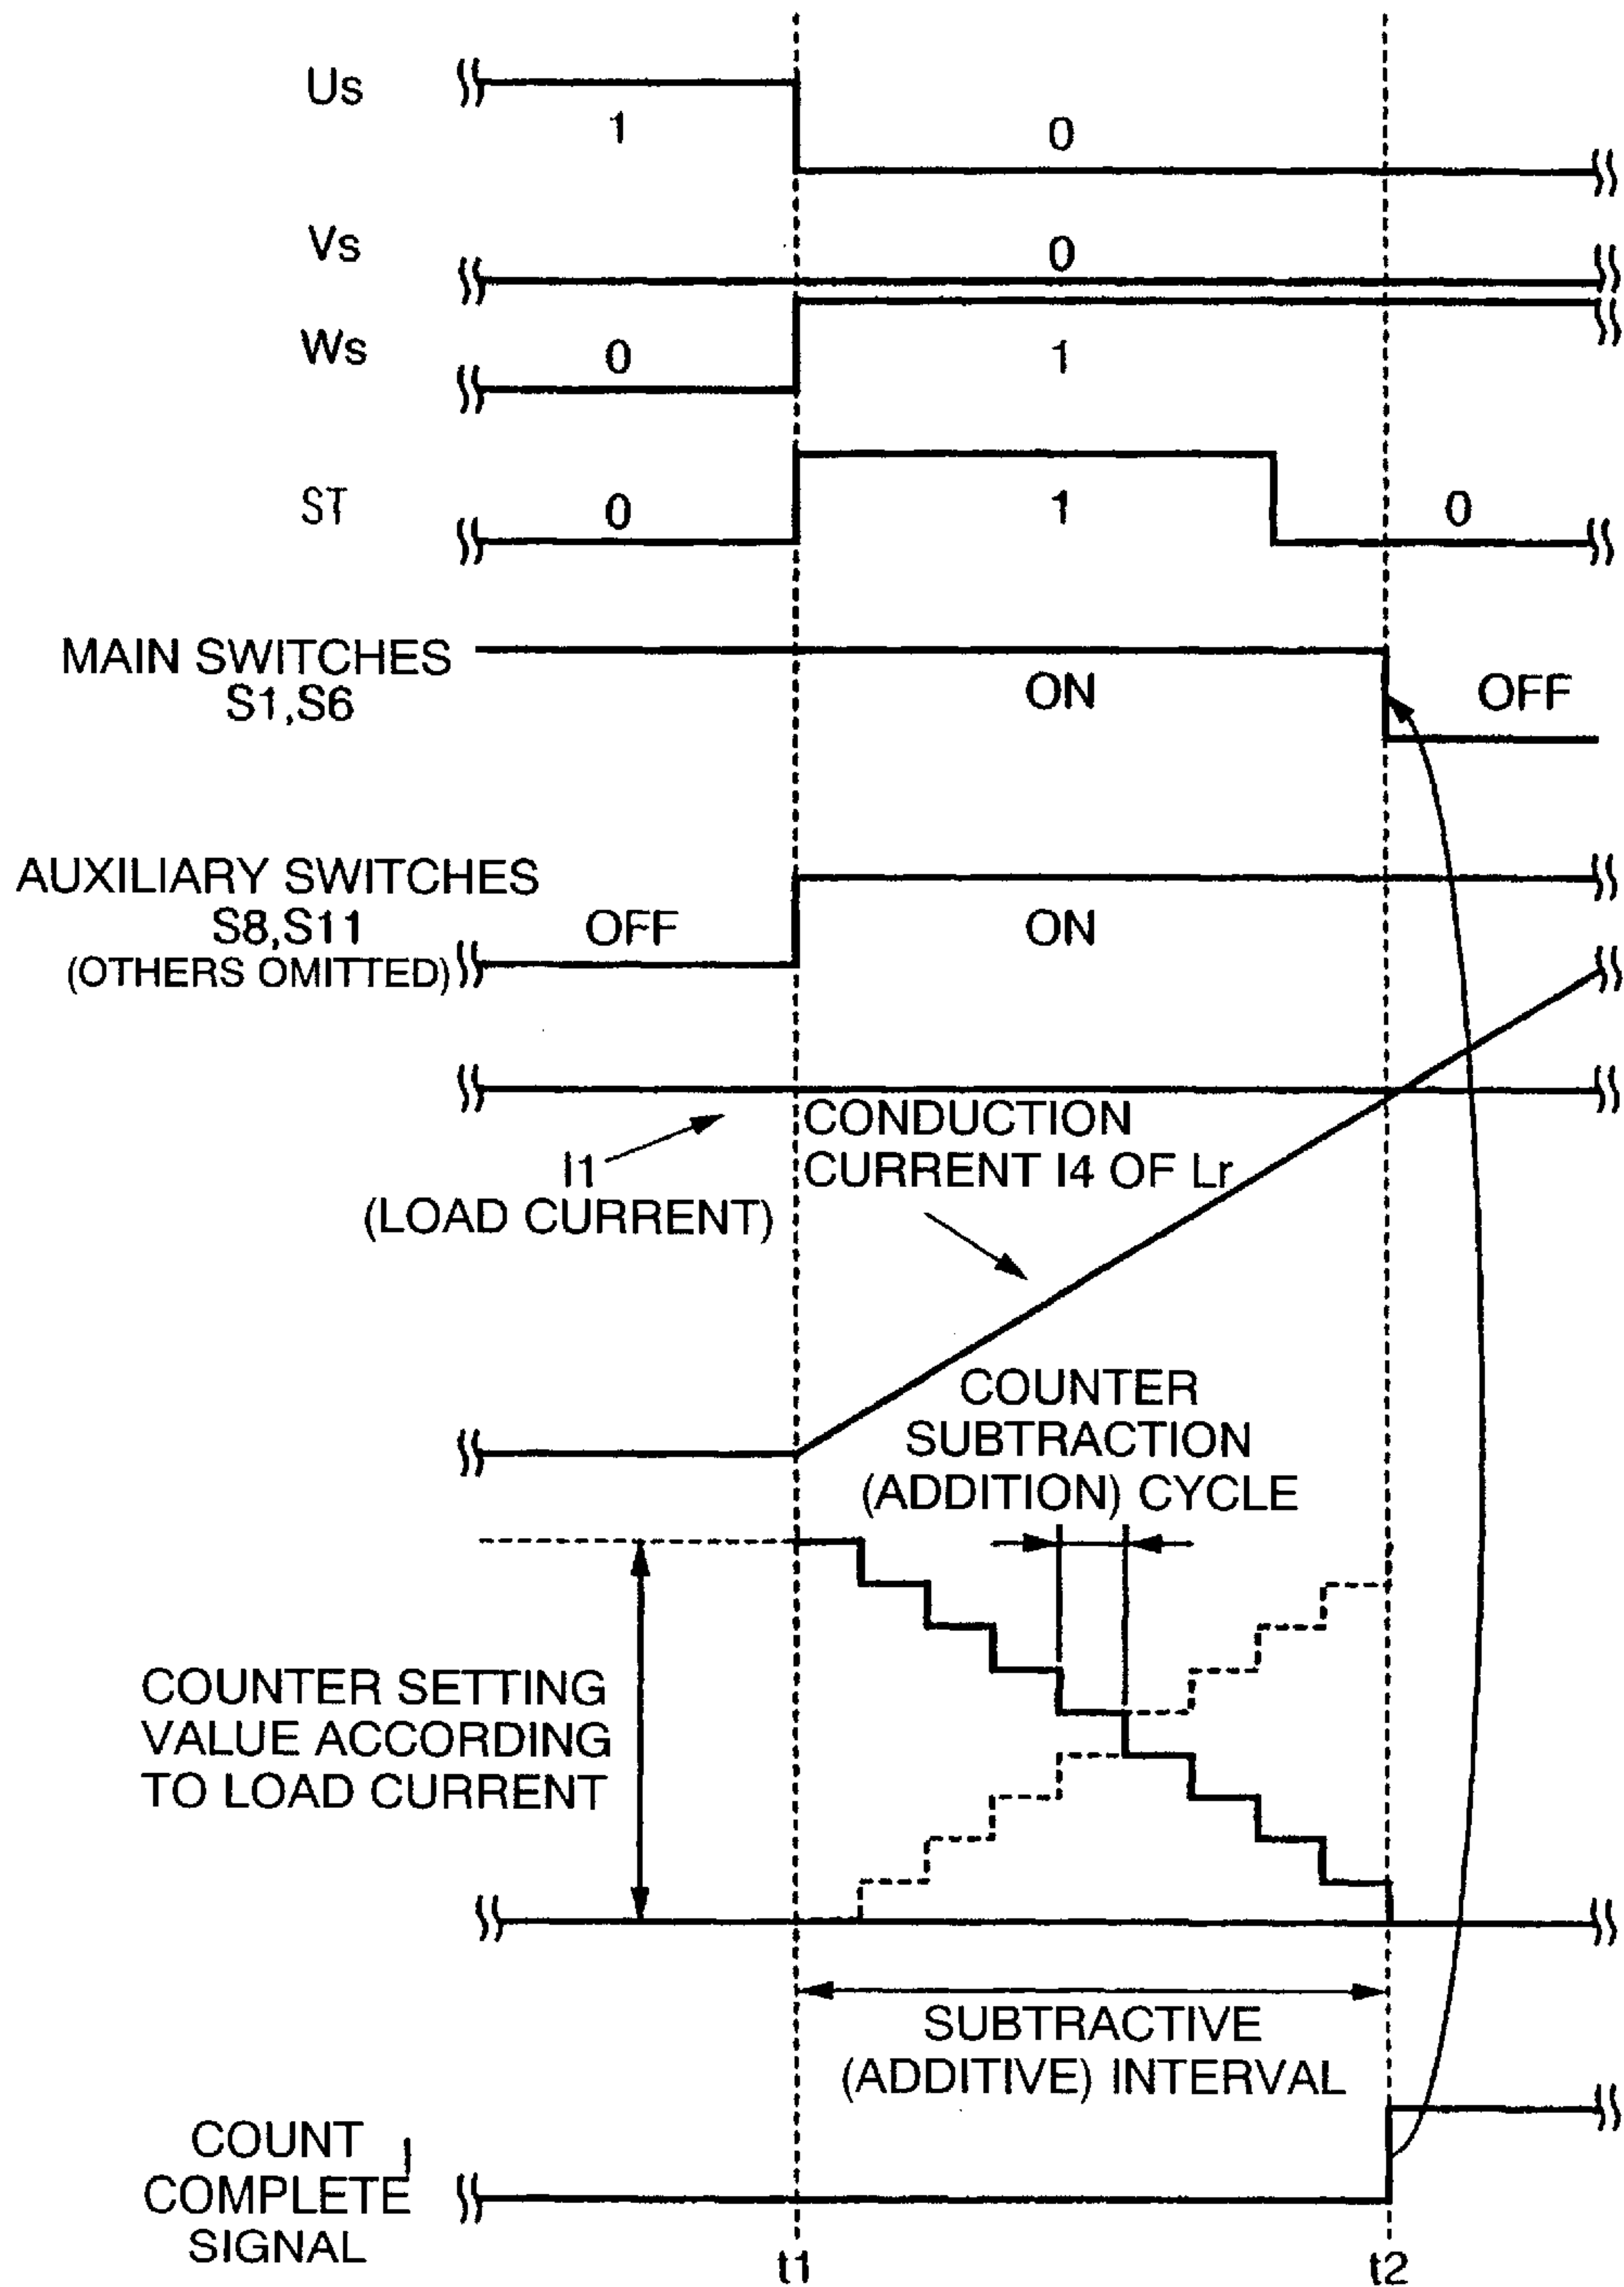 Us
1
0
Vs
0
Ws
0
1
ST
0
1
0
MAIN SWITCHES
S1,S6
ON
OFF
AUXILIARY SWITCHES
S8,S11
(OTHERS OMITTED)
OFF
ON
I1
(LOAD CURRENT)
CONDUCTION
CURRENT I4 OF Lr
COUNTER
SUBTRACTION
(ADDITION) CYCLE
COUNTER SETTING
VALUE ACCORDING
TO LOAD CURRENT
SUBTRACTIVE
(ADDITIVE) INTERVAL
COUNT
COMPLETE
SIGNAL
t1
t2